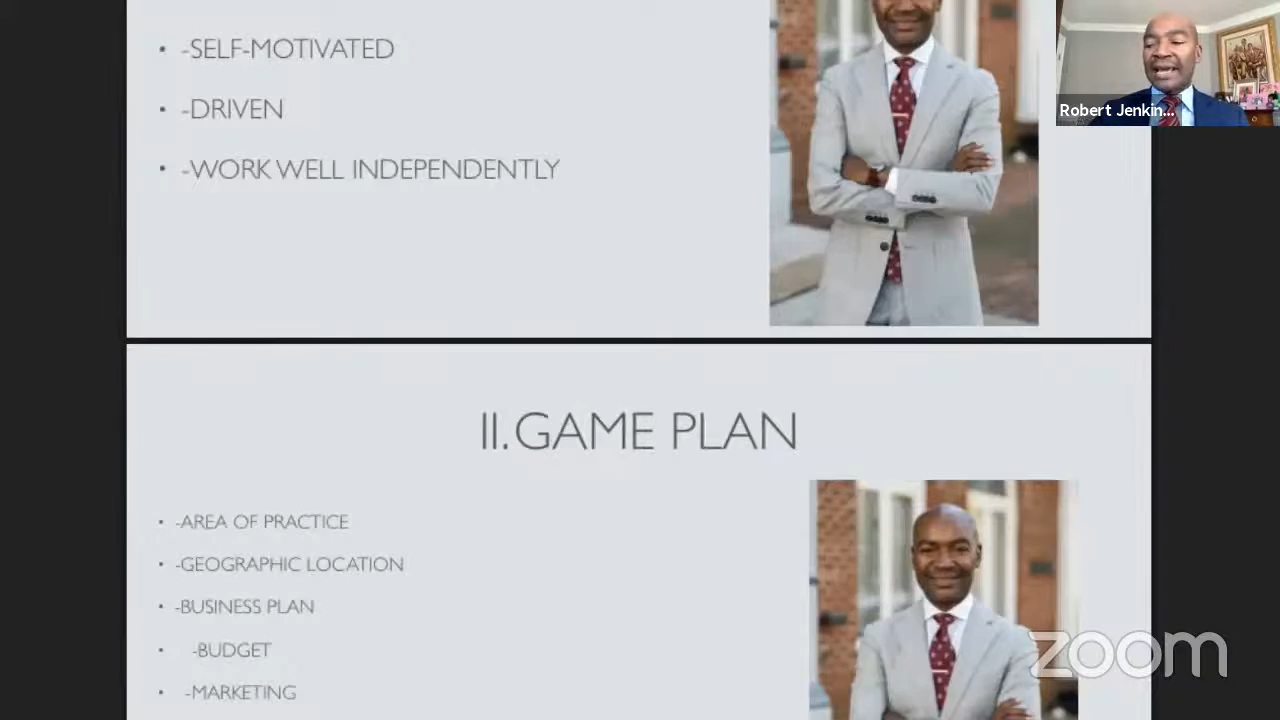 • -SELF-MOTIVATED
• -DRIVEN
• -WORK WELL INDEPENDENTLY
Robert Jenkin...
II. GAME PLAN
• -AREA OF PRACTICE
• -GEOGRAPHIC LOCATION
• -BUSINESS PLAN
• -BUDGET
• -MARKETING
zoom